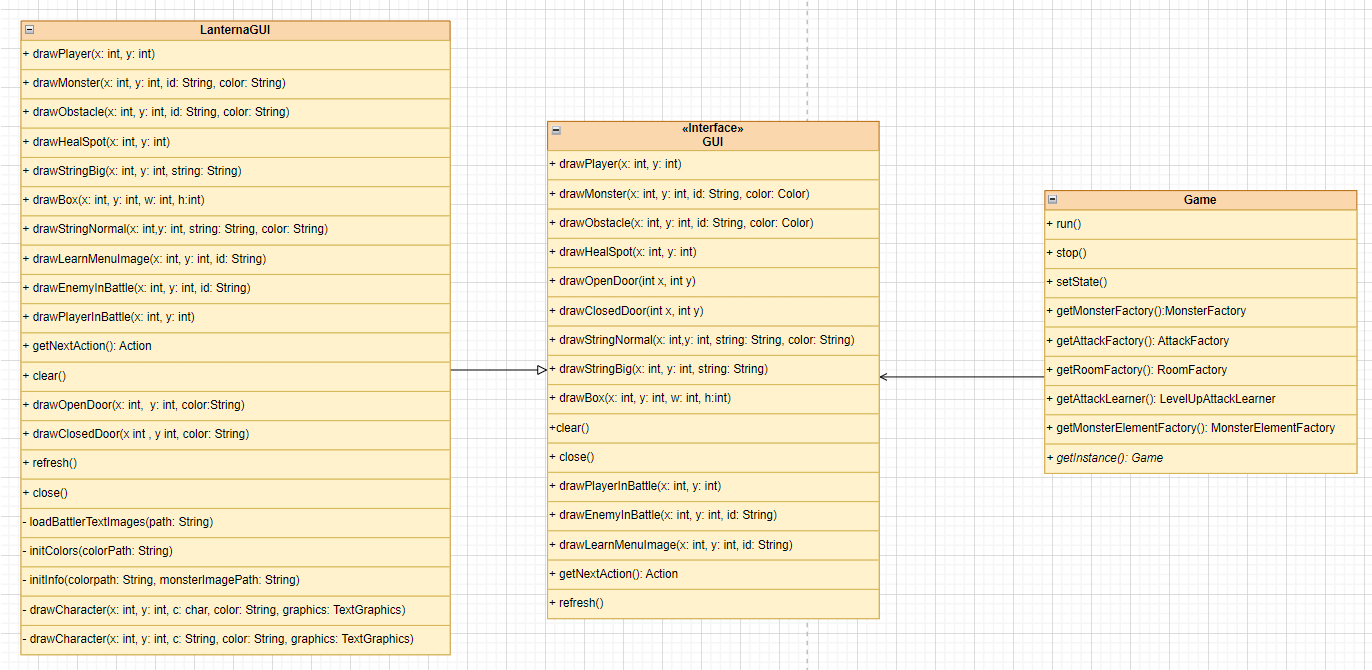 LanternaGUI
+ drawPlayer(x: int, y: int)
+ drawMonster(x: int, y: int, id: String, color: String)
+ drawObstacle(x: int, y: int, id: String, color: String)
+ drawHealSpot(x: int, y: int)
+ drawStringBig(x: int, y: int, string: String)
+ drawBox(x: int, y: int, w: int, h:int)
+ drawStringNormal(x: int,y: int, string: String, color: String)
+ drawLearnMenuImage(x: int, y: int, id: String)
+ drawEnemyInBattle(x: int, y: int, id: String)
+ drawPlayerInBattle(x: int, y: int)
+ getNextAction(): Action
+ clear()
+ drawOpenDoor(x: int,  y: int, color:String)
+ drawClosedDoor(x int , y int, color: String)
+ refresh()
+ close()
- loadBattlerTextImages(path: String)
- initColors(colorPath: String)
- initInfo(colorpath: String, monsterImagePath: String)
- drawCharacter(x: int, y: int, c: char, color: String, graphics: TextGraphics)
- drawCharacter(x: int, y: int, c: String, color: String, graphics: TextGraphics)
«Interface»
GUI
+ drawPlayer(x: int, y: int)
+ drawMonster(x: int, y: int, id: String, color: Color)
+ drawObstacle(x: int, y: int, id: String, color: Color)
+ drawHealSpot(x: int, y: int)
+ drawOpenDoor(int x, int y)
+ drawClosedDoor(int x, int y)
+ drawStringNormal(x: int,y: int, string: String, color: String)
+ drawStringBig(x: int, y: int, string: String)
+ drawBox(x: int, y: int, w: int, h:int)
+clear()
+ close()
+ drawPlayerInBattle(x: int, y: int)
+ drawEnemyInBattle(x: int, y: int, id: String)
+ drawLearnMenuImage(x: int, y: int, id: String)
+ getNextAction(): Action
+ refresh()
Game
+ run()
+ stop()
+ setState()
+ getMonsterFactory():MonsterFactory
+ getAttackFactory(): AttackFactory
+ getRoomFactory(): RoomFactory
+ getAttackLearner(): LevelUpAttackLearner
+ getMonsterElementFactory(): MonsterElementFactory
+ getInstance(): Game